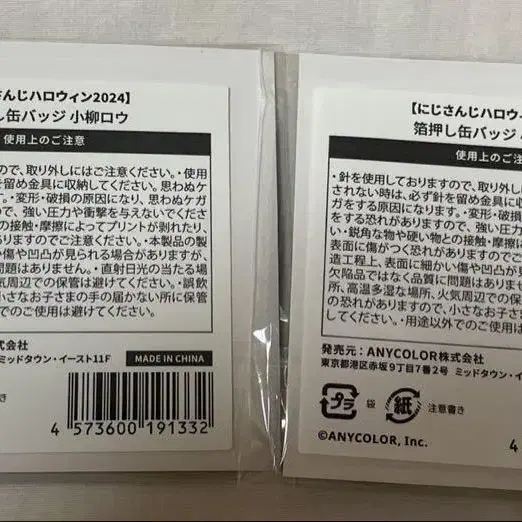 さんじハロウィン2024】
し缶バッジ 小柳ロウ
使用上のご注意
ので、取り外しにはご注意ください。・使用
を留め金具に収納してください。思わぬケガ
す。・変形・破損の原因になり、思わぬケガ
ので、強い圧力や衝撃を与えないでくださ
の接触・摩擦によってプリントが剥れたり、
ありますのでご注意ください。・本製品の製
い傷や凹凸が見られる場合がありますが、
問題はありません。・直射日光の当たる場
気周辺での保管は避けてください。・誤飲
小さなお子さまの手の届かない所に保管
でのご使用は避けてください。
式会社
ミッドタウン・イースト11F
MADE IN CHINA
き
4 573600 191332
【にじさんじハロウィ
箔押し缶バッジ
使用上のご
・針を使用しておりますので、取り外し
されない時は、必ず針を留め金具に収
ガをする原因になります。・変形・破損
をする恐れがありますので、強い圧力
い・鋭角な物や硬い物との接触・摩擦
表面に傷がつく恐れがありますのでご
造工程上、表面に細かい傷や凹凸が
欠陥品ではなく品質に問題はありませ
所、高温多湿な場所、火気周辺での保
の恐れがありますので、小さなお子さ
してください。・用途以外でのご使用は
発売元:ANYCOLOR株式会社
東京都港区赤坂9丁目7番2号 ミッドタウン・イ
プラ 袋 紙 注意書き
©ANYCOLOR, Inc.
4